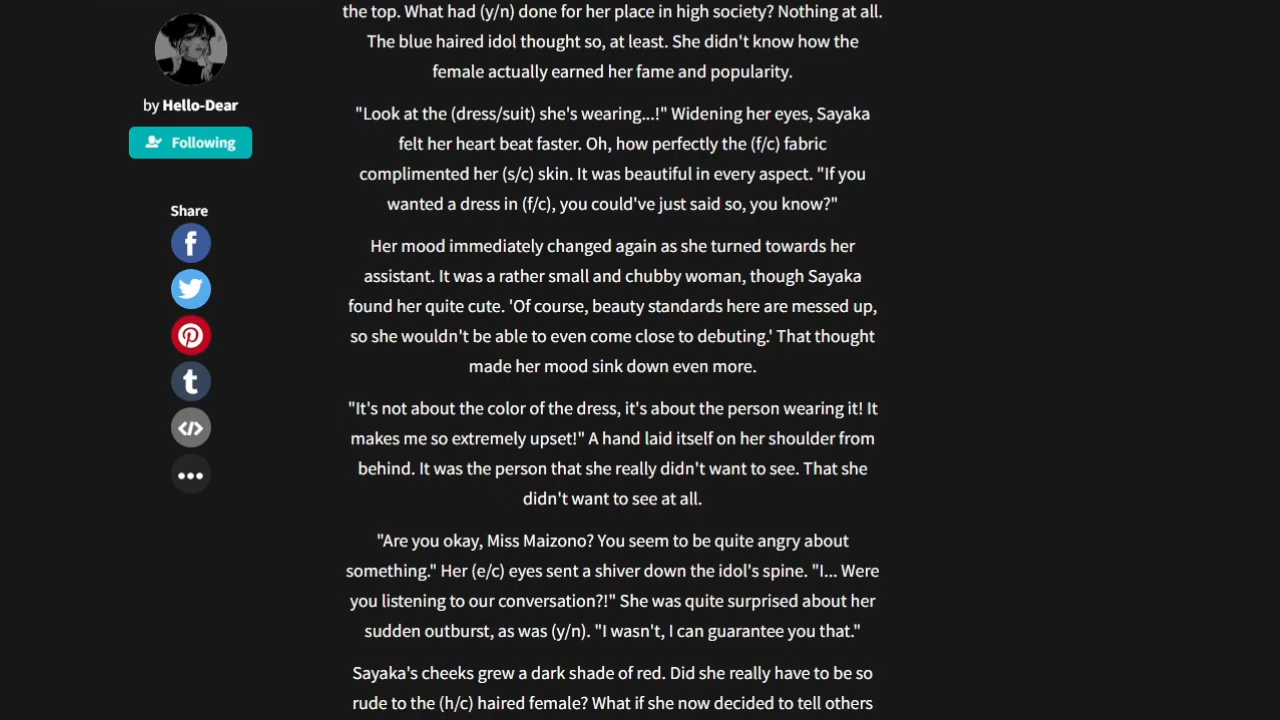 by Hello-Dear
Following
Share
the top. What had (y/n) done for her place in high society? Nothing at all.
The blue haired idol thought so, at least. She didn't know how the
female actually earned her fame and popularity.
"Look at the (dress/suit) she's wearing...!" Widening her eyes, Sayaka
felt her heart beat faster. Oh, how perfectly the (f/c) fabric
complimented her (s/c) skin. It was beautiful in every aspect. "If you
wanted a dress in (f/c), you could've just said so, you know?"
Her mood immediately changed again as she turned towards her
assistant. It was a rather small and chubby woman, though Sayaka
found her quite cute. 'Of course, beauty standards here are messed up,
so she wouldn't be able to even come close to debuting.' That thought
made her mood sink down even more.
"It's not about the color of the dress, it's about the person wearing it! It
makes me so extremely upset!" A hand laid itself on her shoulder from
behind. It was the person that she really didn't want to see. That she
didn't want to see at all.
"Are you okay, Miss Maizono? You seem to be quite angry about
something." Her (e/c) eyes sent a shiver down the idol's spine. "I... Were
you listening to our conversation?!" She was quite surprised about her
sudden outburst, as was (y/n). "I wasn't, I can guarantee you that."
Sayaka's cheeks grew a dark shade of red. Did she really have to be so
rude to the (h/c) haired female? What if she now decided to tell others